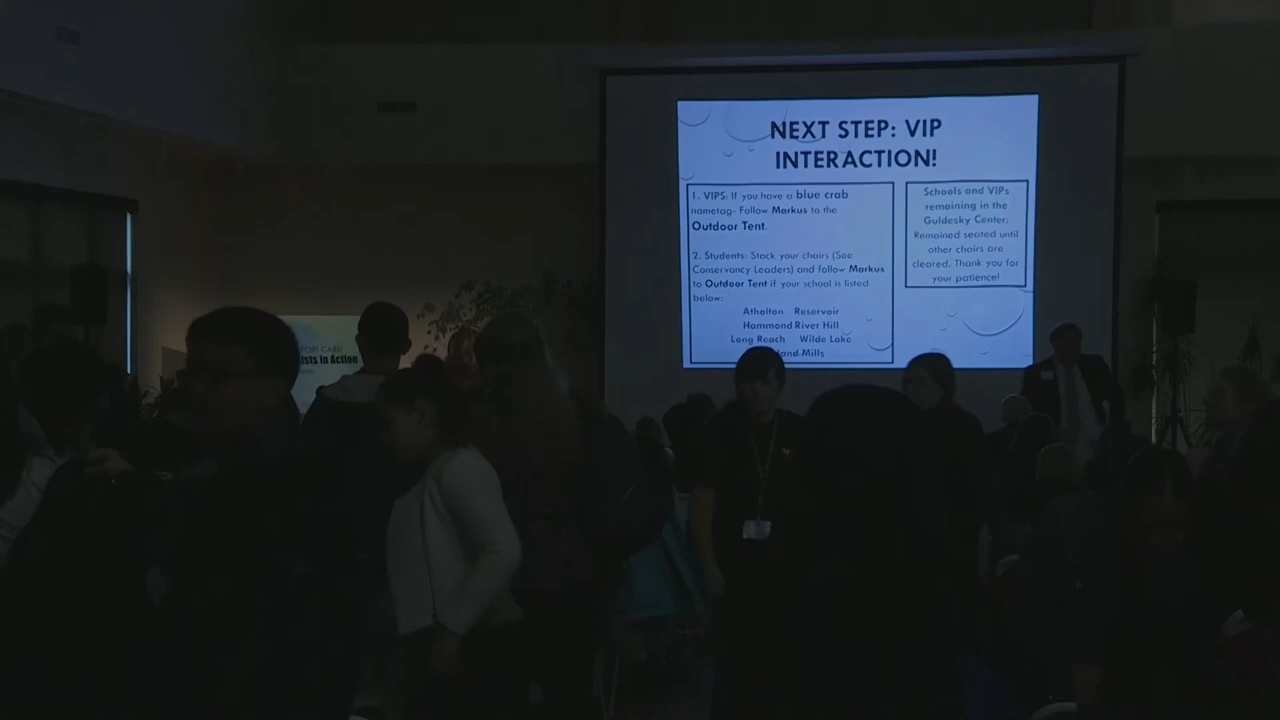 NEXT STEP: VIP
INTERACTION!
1. VIPS: If you have a blue crab
nametag- Follow Markus to the
Outdoor Tent.
2. Students: Stack your chairs (See
Conservancy Leaders) and follow Markus
to Outdoor Tent if your school is listed
below:
Atholton Reservoir
Hammond River Hill
Long Reach Wilde Lake
Mills
Schools and VIPs
remaining in the
Guldesky Center:
Remained seated until
other chairs are
cleared. Thank you for
your patience!
CARD
in Action